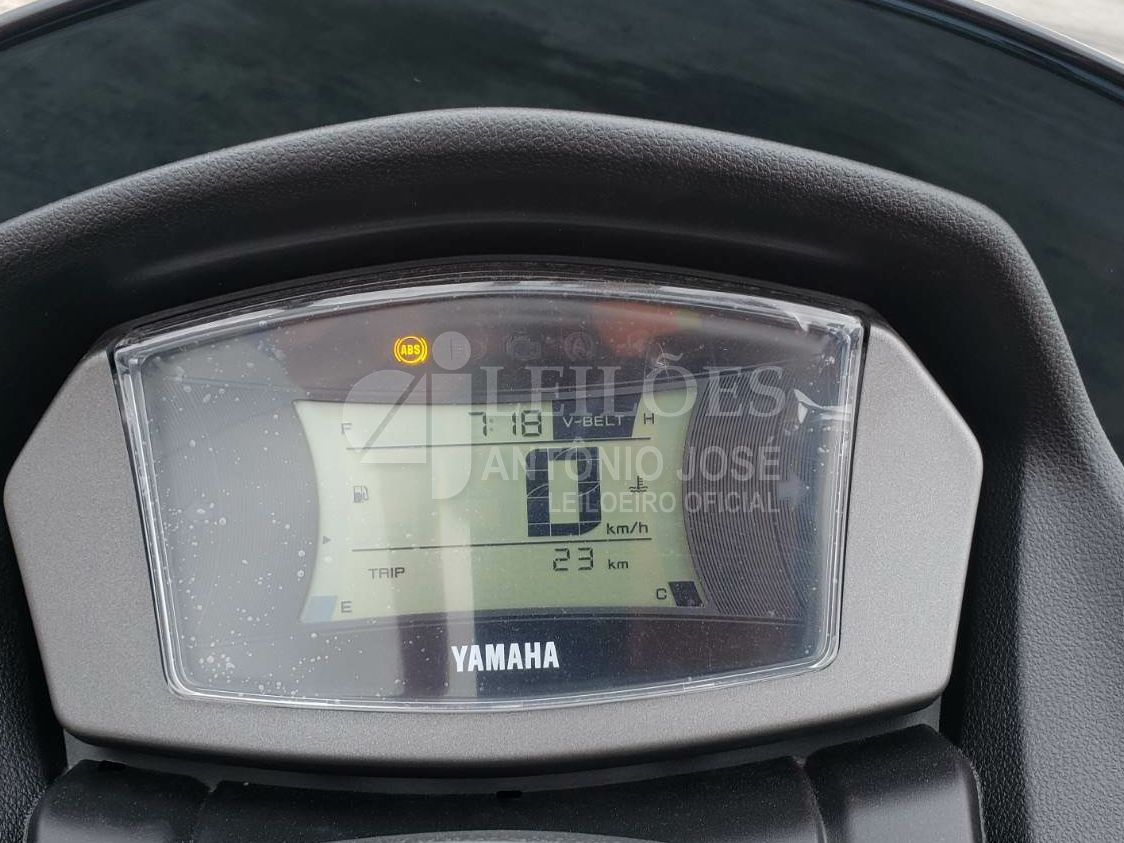 ABS
LEILÕES
7:18 V-BELT H
F
ANTÔNIO JOSÉ
LEILOEIRO OFICIAL
0 km/h
TRIP 23 km
E C
YAMAHA